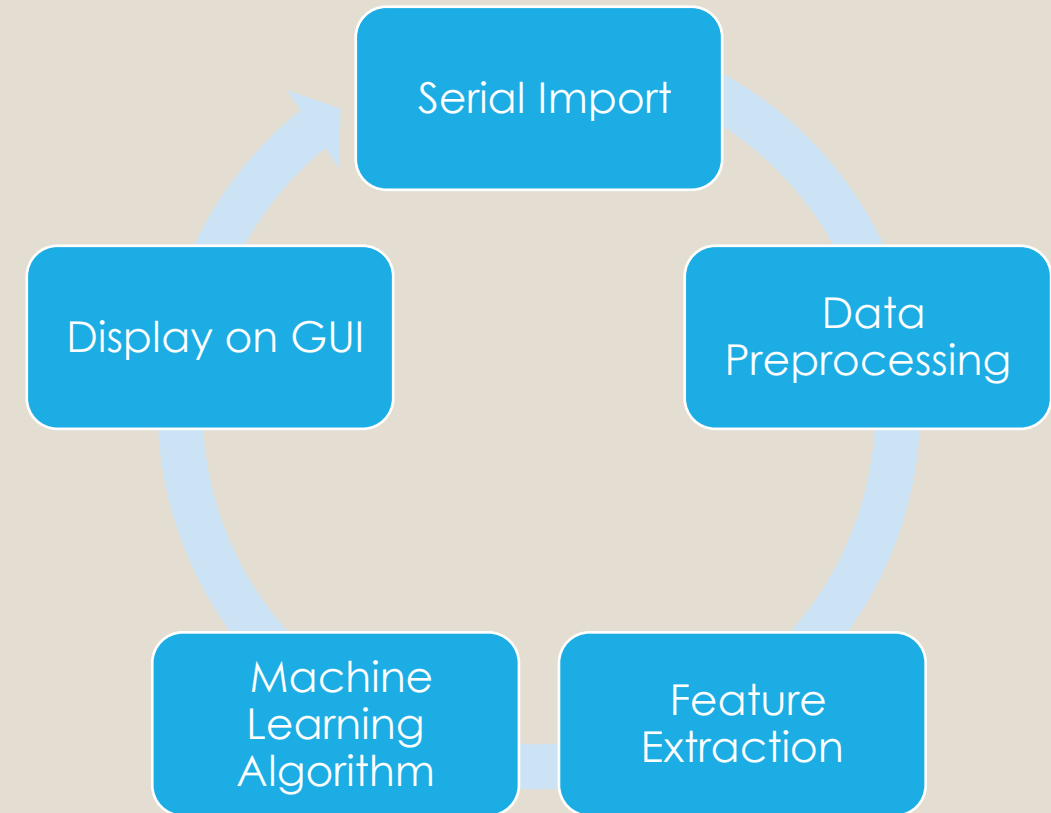 Serial Import
Data
Preprocessing
Feature
Extraction
Machine
Learning
Algorithm
Display on GUI